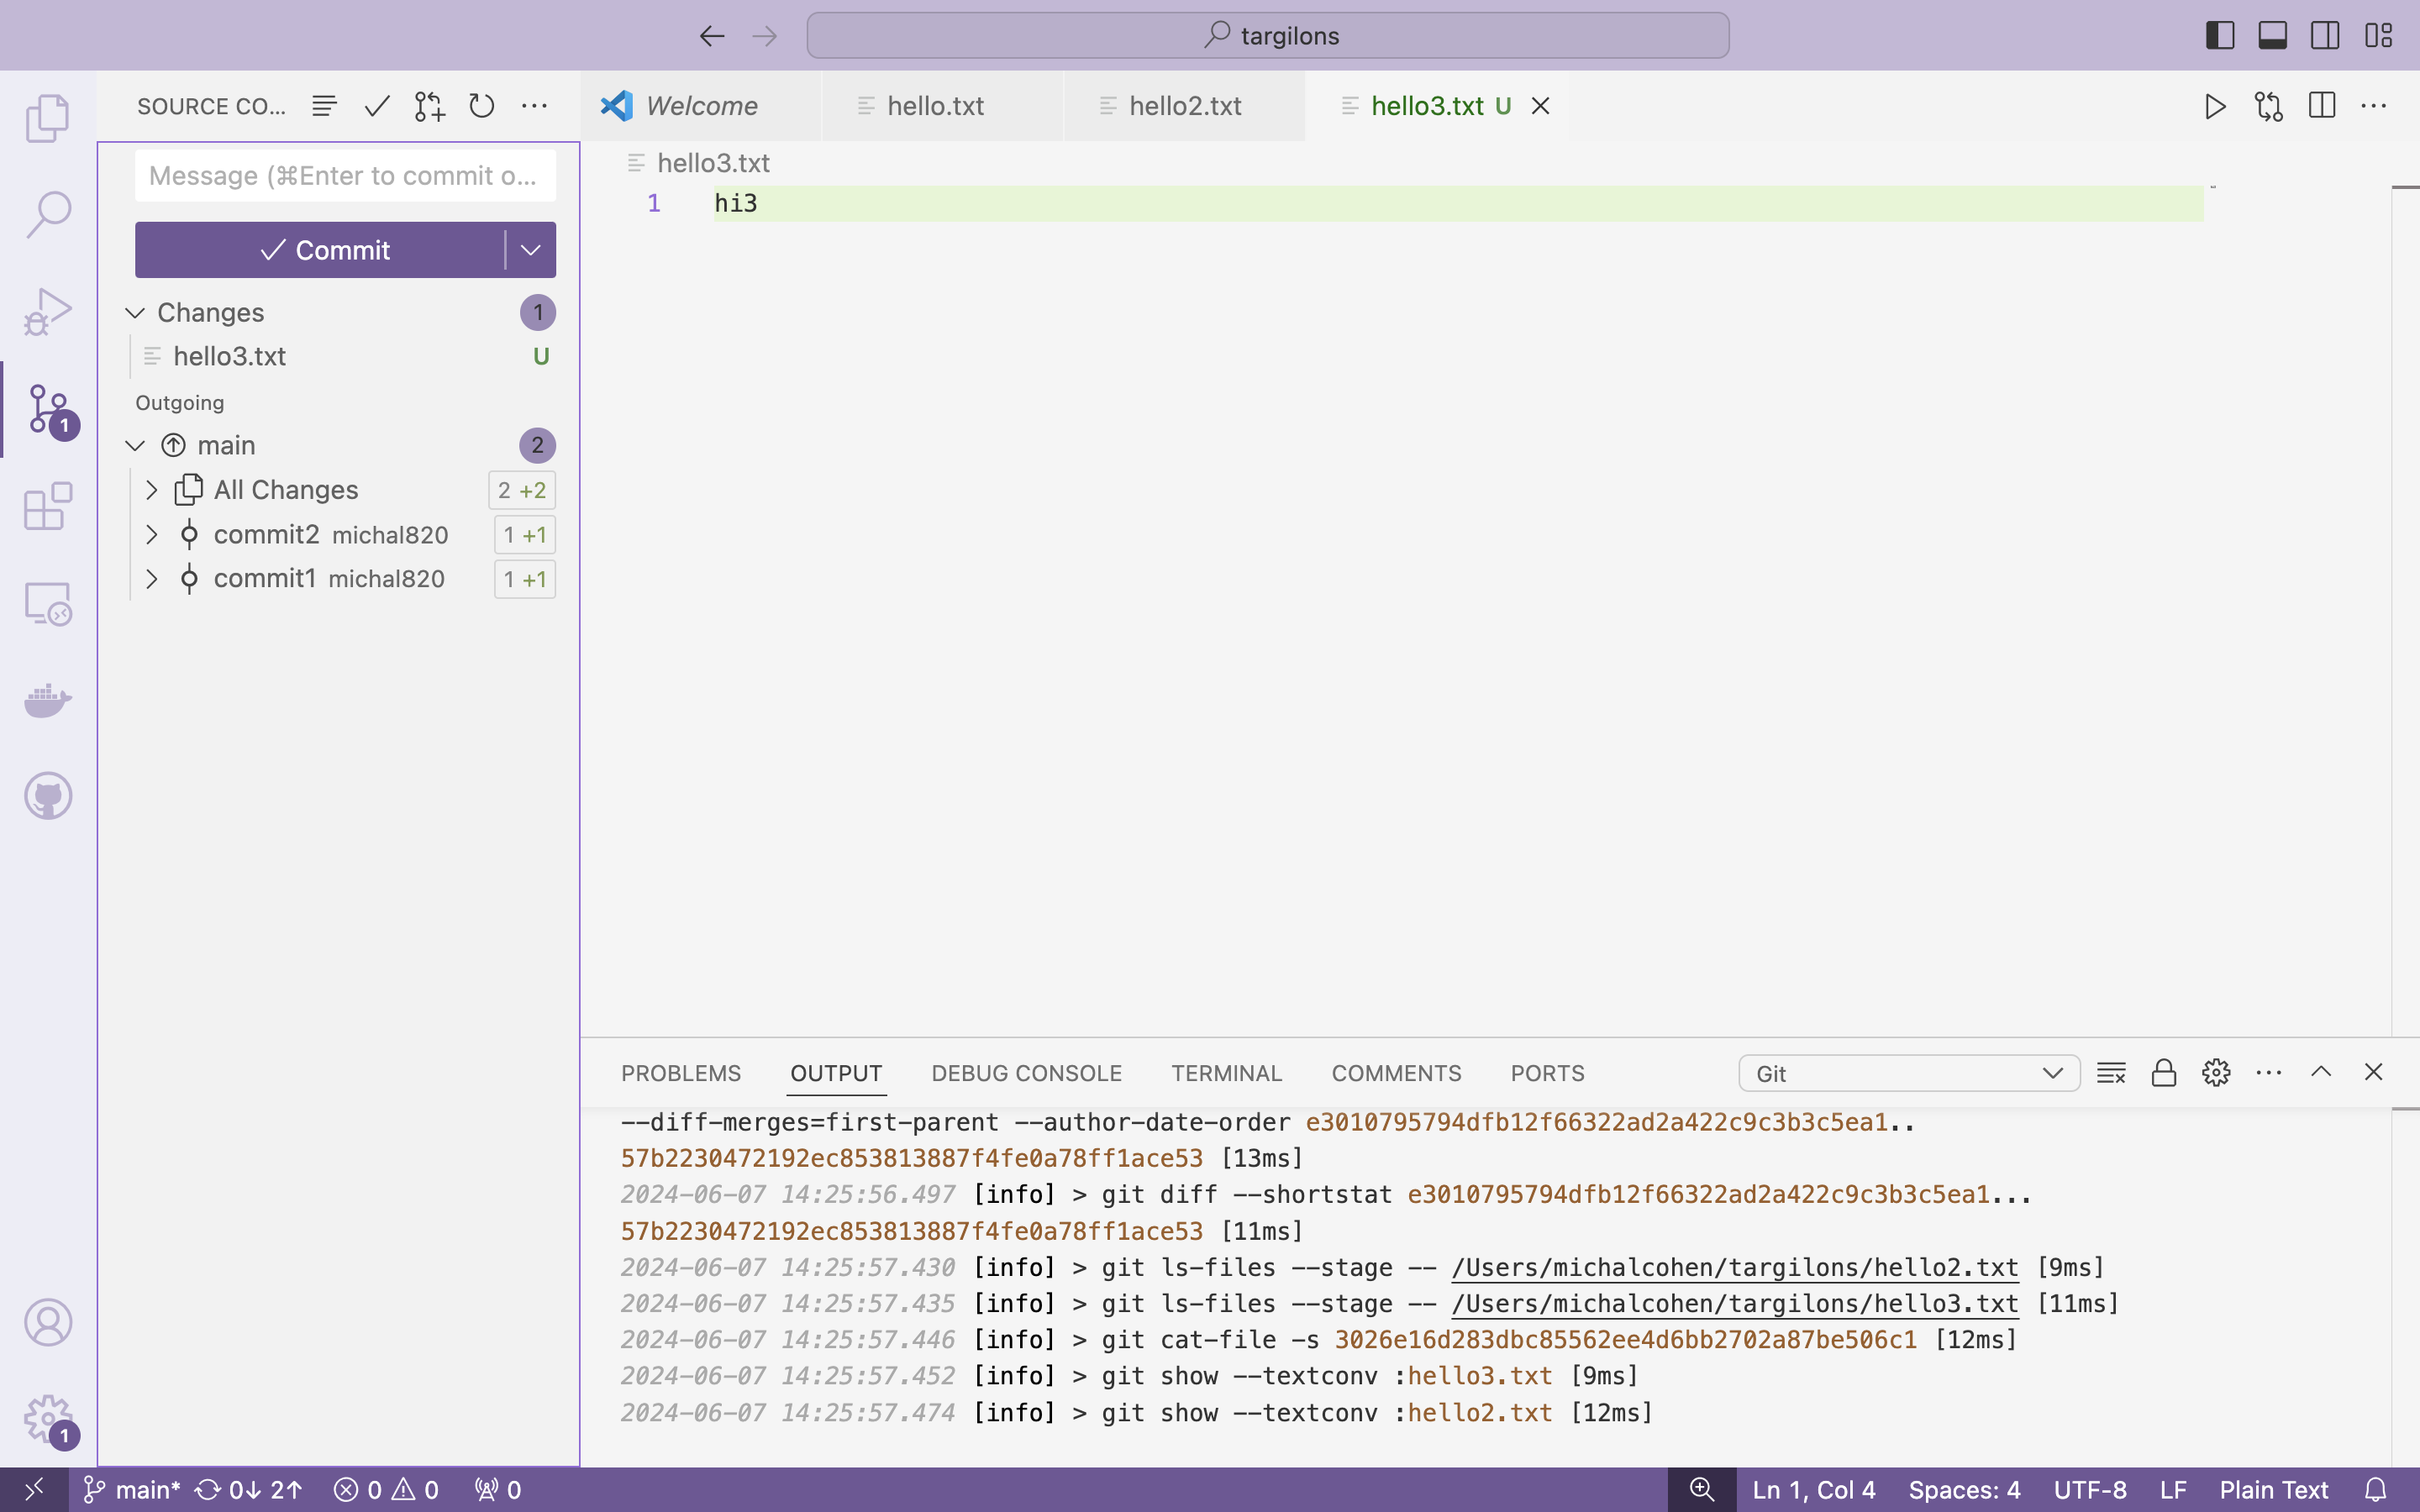 targilons
SOURCE CO...
Welcome
hello.txt
hello2.txt
hello3.txt U
Message (⌘Enter to commit o...
Commit
Changes 1
hello3.txt U
Outgoing
main 2
All Changes 2 +2
commit2 michal820 1 +1
commit1 michal820 1 +1
1
1
hello3.txt
1 hi3
PROBLEMS OUTPUT DEBUG CONSOLE TERMINAL COMMENTS PORTS Git
--diff-merges=first-parent --author-date-order e3010795794dfb12f66322ad2a422c9c3b3c5ea1..
57b2230472192ec853813887f4fe0a78ff1ace53 [13ms]
2024-06-07 14:25:56.497 [info] > git diff --shortstat e3010795794dfb12f66322ad2a422c9c3b3c5ea1...
57b2230472192ec853813887f4fe0a78ff1ace53 [11ms]
2024-06-07 14:25:57.430 [info] > git ls-files --stage -- /Users/michalcohen/targilons/hello2.txt [9ms]
2024-06-07 14:25:57.435 [info] > git ls-files --stage -- /Users/michalcohen/targilons/hello3.txt [11ms]
2024-06-07 14:25:57.446 [info] > git cat-file -s 3026e16d283dbc85562ee4d6bb2702a87be506c1 [12ms]
2024-06-07 14:25:57.452 [info] > git show --textconv :hello3.txt [9ms]
2024-06-07 14:25:57.474 [info] > git show --textconv :hello2.txt [12ms]
main* 0↓ 2↑ 0 0 0 Ln 1, Col 4 Spaces: 4 UTF-8 LF Plain Text